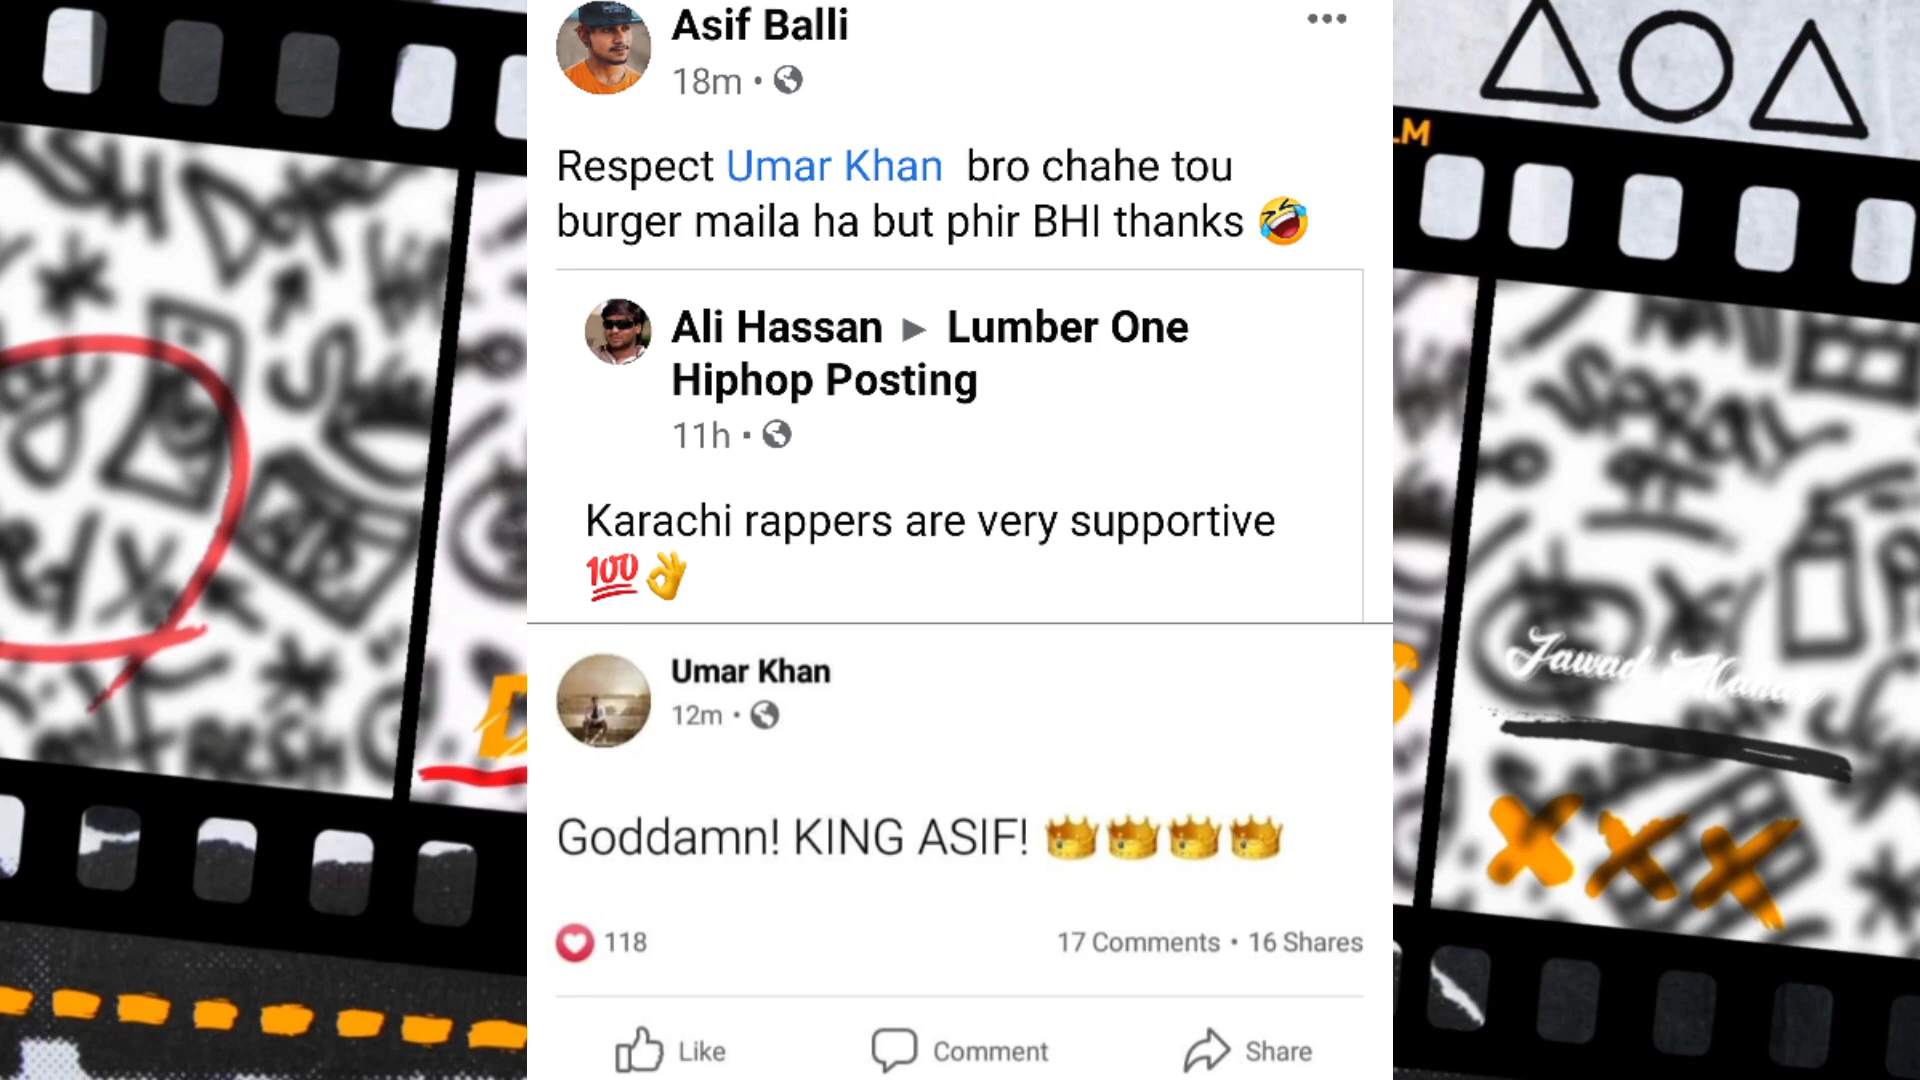 Asif Balli
18m •
Respect Umar Khan bro chahe tou
burger maila ha but phir BHI thanks 🤣
Ali Hassan ▶ Lumber One
Hiphop Posting
11h •
Karachi rappers are very supportive
💯👌
Umar Khan
12m •
Goddamn! KING ASIF! 👑👑👑👑
118
17 Comments • 16 Shares
Like
Comment
Share
LM
Jawad
XXX